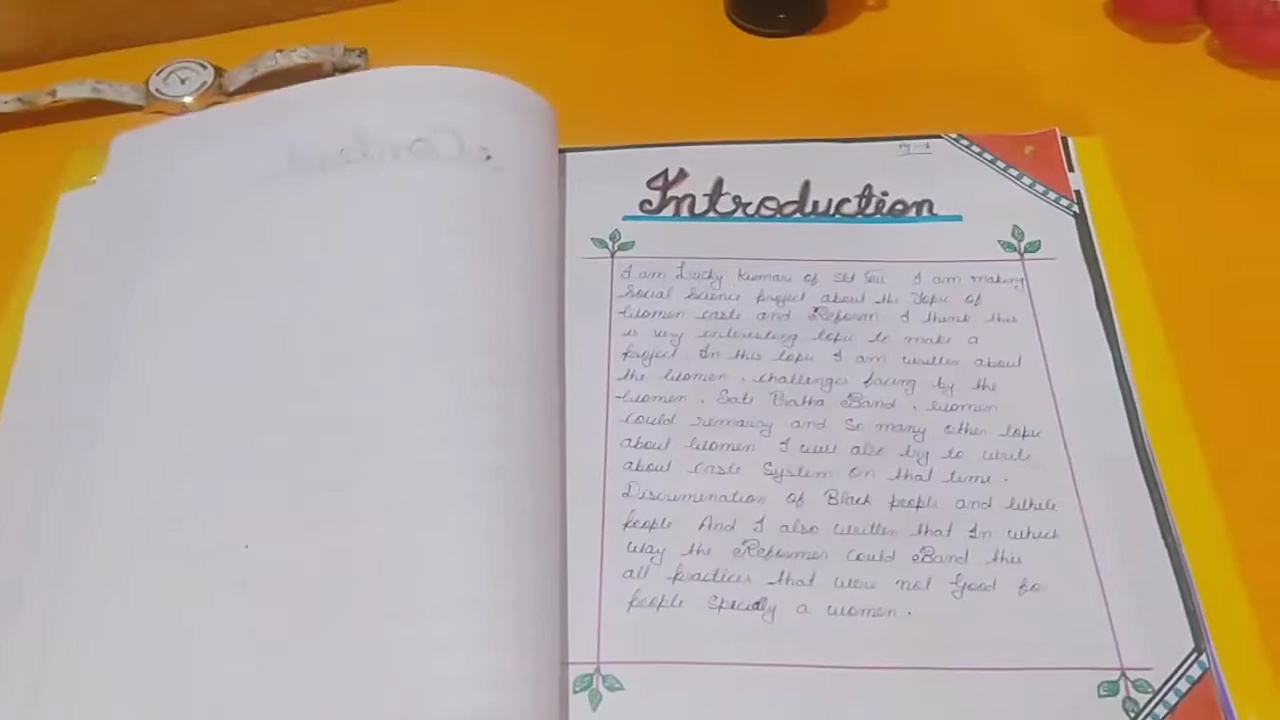 Pg - 1
Introduction
I am Lucky Kumar of std VIII I am making
Social Science project about the Topic of
Women caste and Reform I think this
is very interesting topic to make a
project. In this topic I am written about
the Women, challenges facing by the
Women, Sati Pratha Band, Women
could remarry and So many other topic
about Women I will also try to write
about caste System on that time.
Discrimenation of Black people and White
people And I also written that In which
way the Reformer could Band this
all practices that were not Good for
people Specially a women.